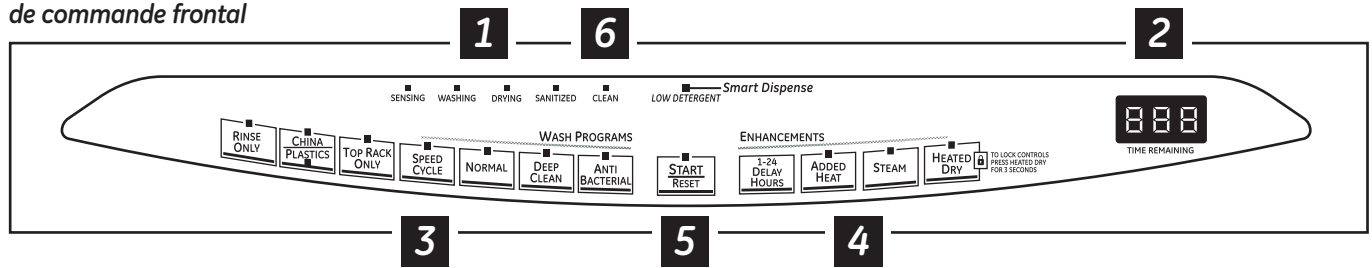 de commande frontal
1 6 2
SENSING WASHING DRYING SANITIZED CLEAN
LOW DETERGENT Smart Dispense
888
TIME REMAINING
WASH PROGRAMS
ENHANCEMENTS
RINSE
ONLY
CHINA
PLASTICS
TOP RACK
ONLY
SPEED
CYCLE
NORMAL
DEEP
CLEAN
ANTI
BACTERIAL
START
RESET
1-24
DELAY
HOURS
ADDED
HEAT
STEAM
HEATED
DRY
TO LOCK CONTROLS
PRESS HEATED DRY
FOR 3 SECONDS
3 5 4